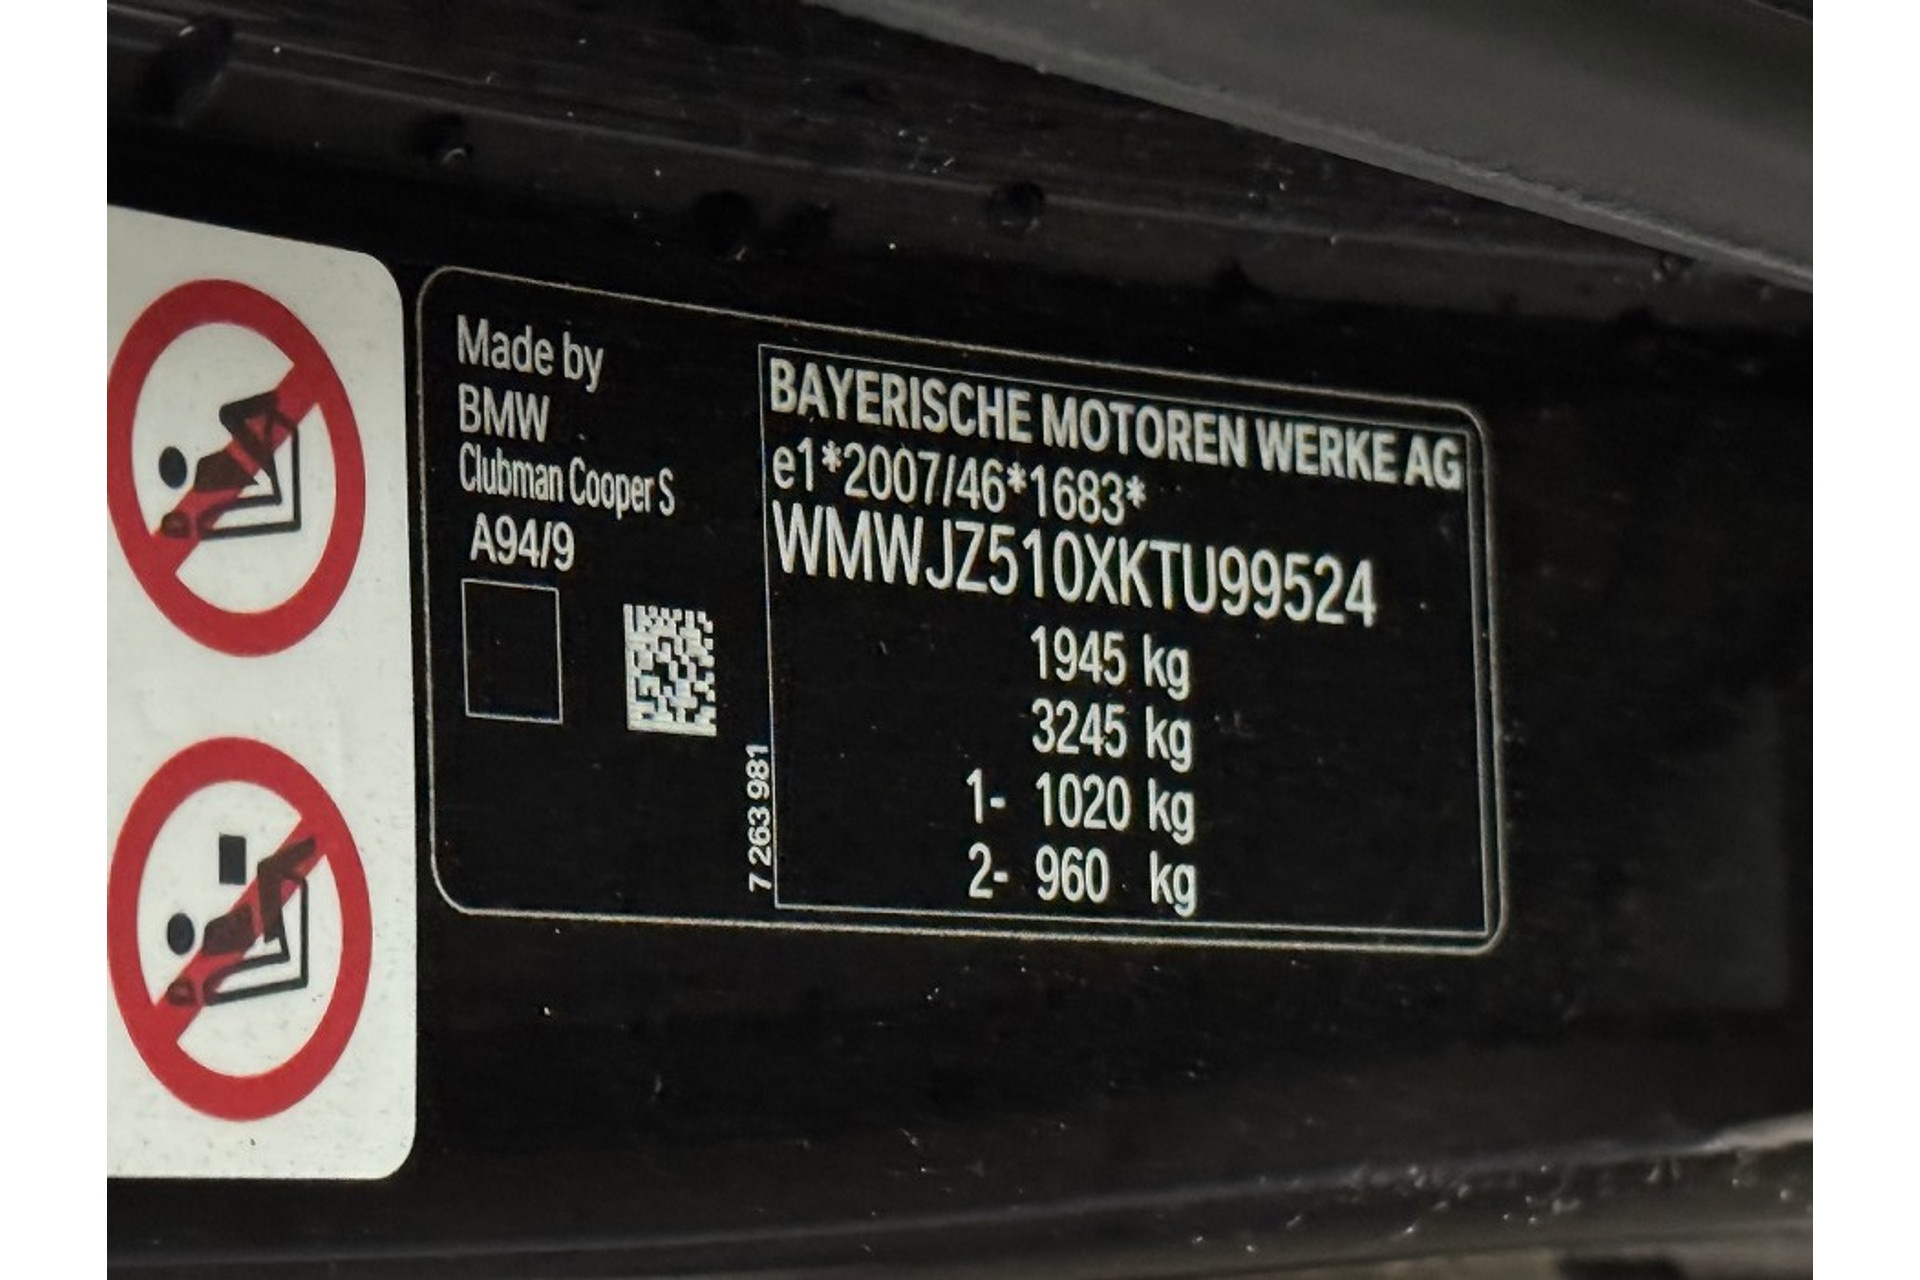 Made by
BMW
Clubman Cooper S
A94/9
7 263 981
BAYERISCHE MOTOREN WERKE AG
e1*2007/46*1683*
WMWJZ510XKTU99524
1945 kg
3245 kg
1- 1020 kg
2- 960 kg